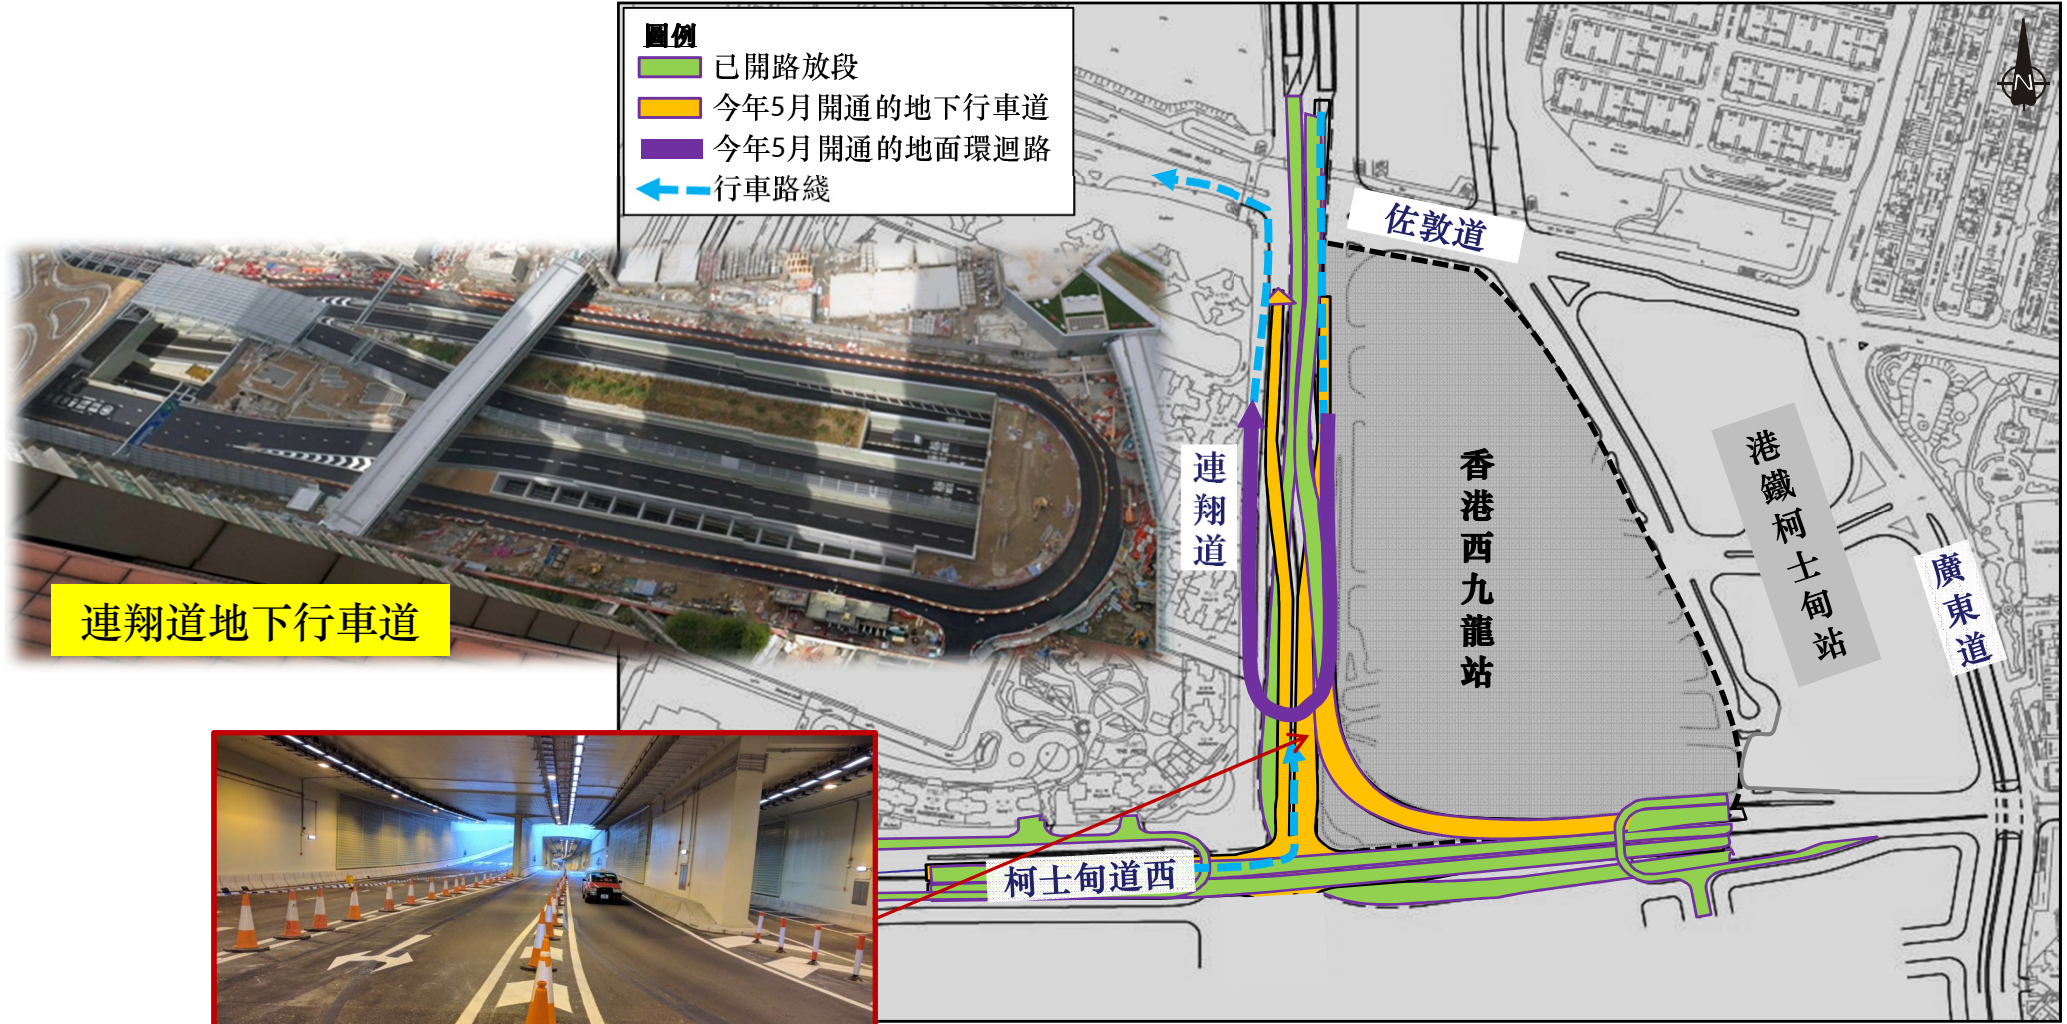 圖例
已開路放段
今年5月開通的地下行車道
今年5月開通的地面環迴路
行車路綫
N
佐敦道
連翔道
香港西九龍站
港鐵柯士甸站
廣東道
連翔道地下行車道
柯士甸道西